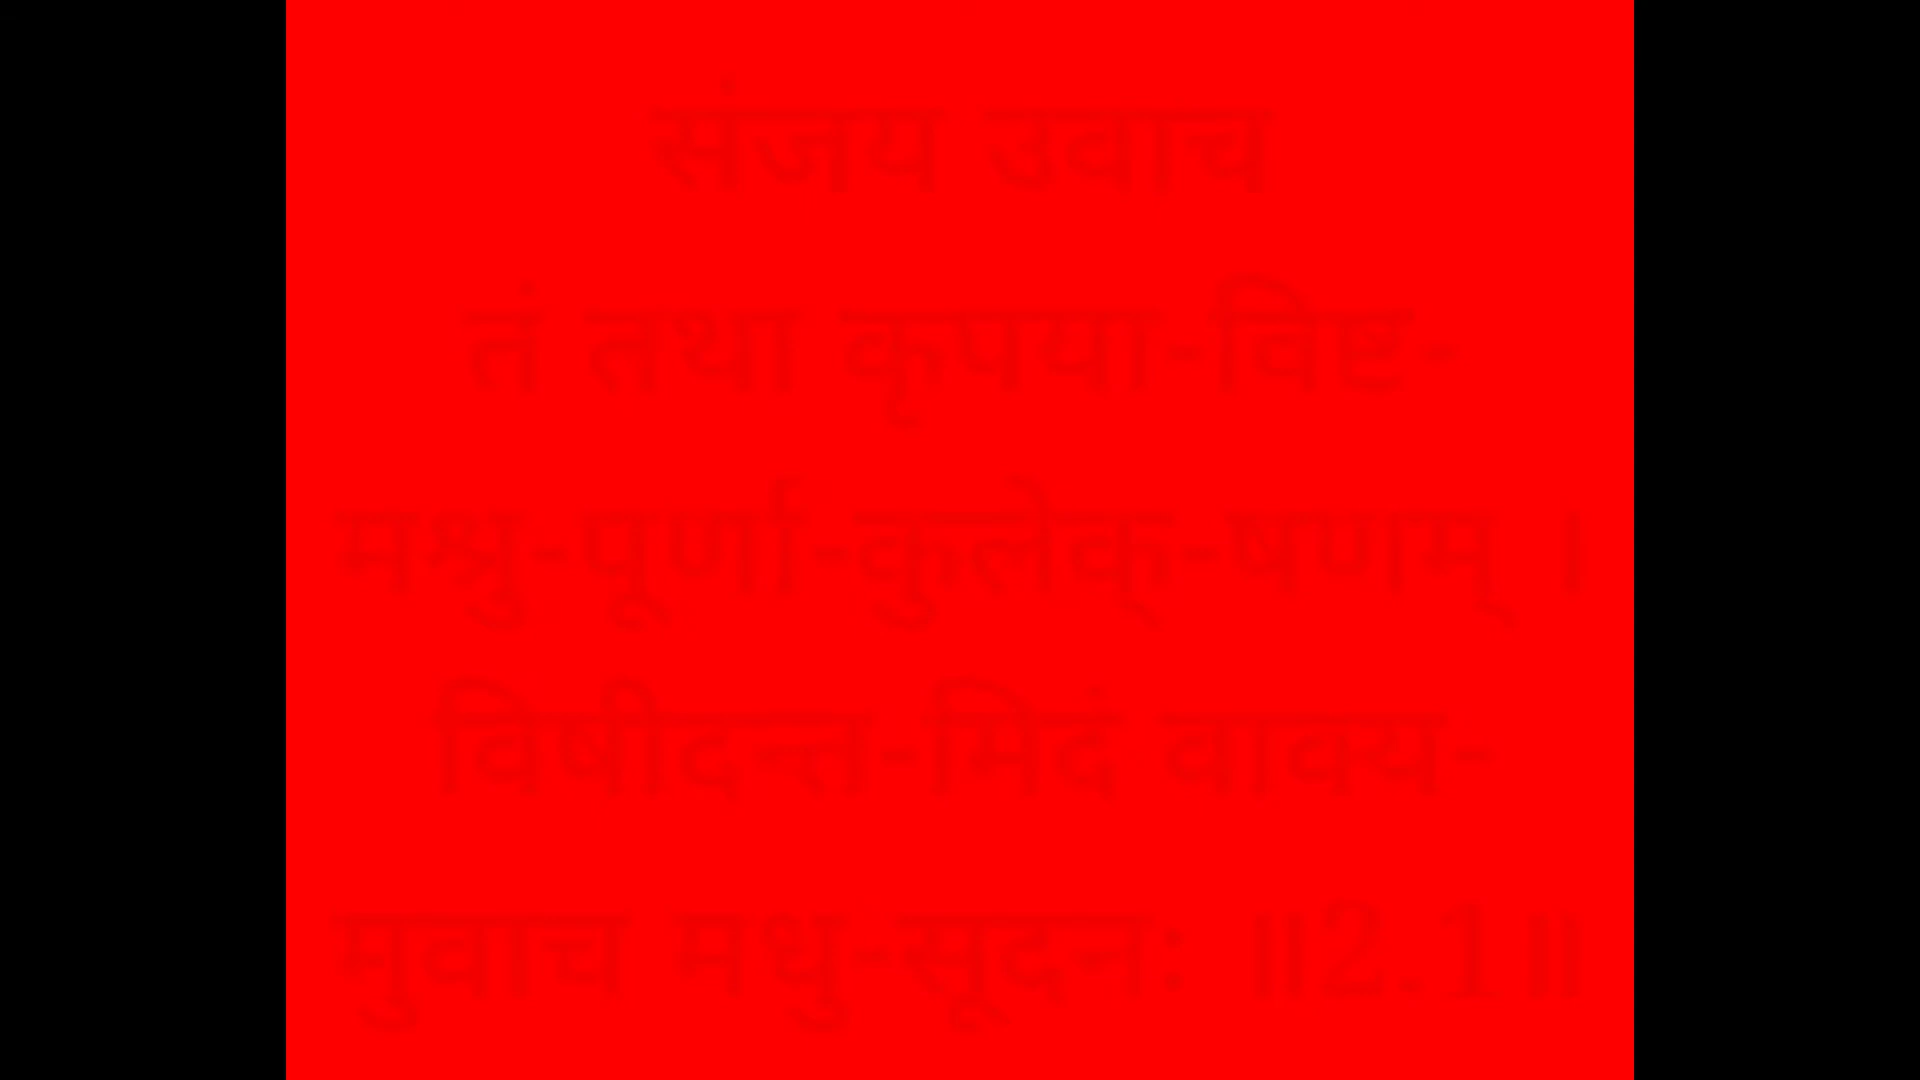 संजय उवाच
तं तथा कृपया-विष्ट-
मश्रु-पूर्णा-कुलेक्-षणम् ।
विषीदन्त-मिदं वाक्य-
मुवाच मधु-सूदन: ॥2.1॥